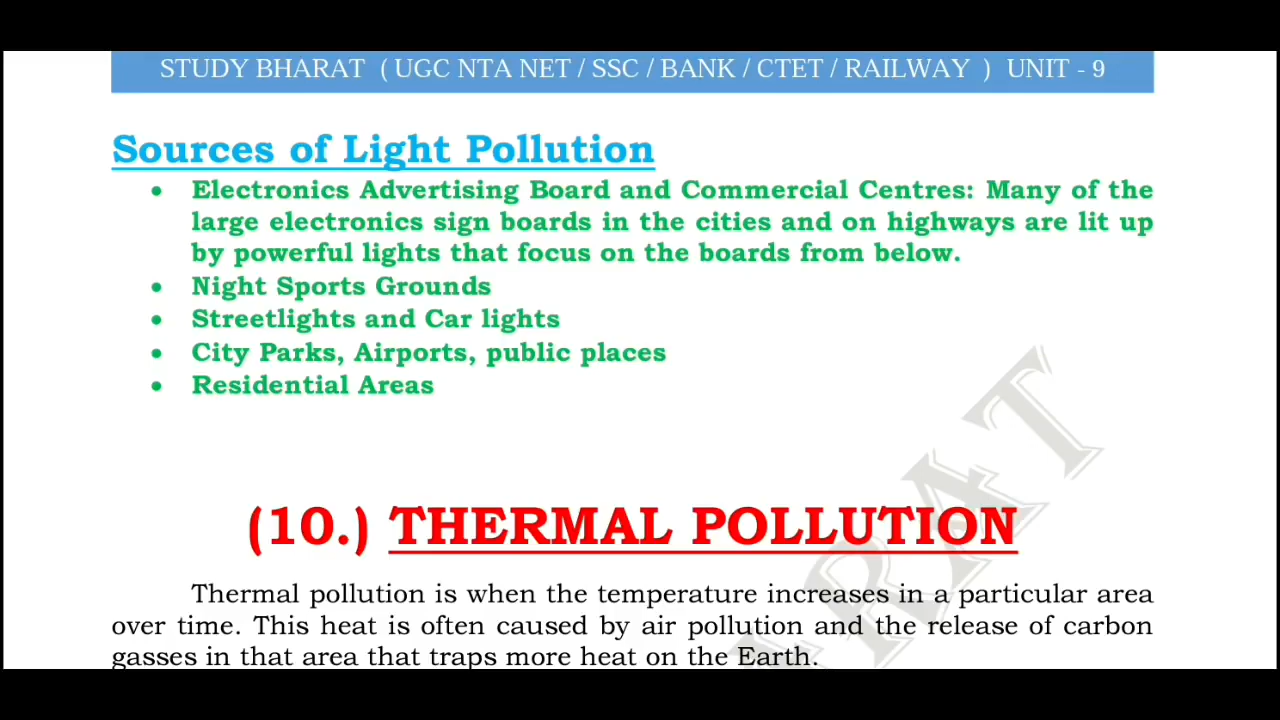 STUDY BHARAT ( UGC NTA NET / SSC / BANK / CTET / RAILWAY ) UNIT - 9
Sources of Light Pollution
• Electronics Advertising Board and Commercial Centres: Many of the
large electronics sign boards in the cities and on highways are lit up
by powerful lights that focus on the boards from below.
• Night Sports Grounds
• Streetlights and Car lights
• City Parks, Airports, public places
• Residential Areas
(10.) THERMAL POLLUTION
Thermal pollution is when the temperature increases in a particular area
over time. This heat is often caused by air pollution and the release of carbon
gasses in that area that traps more heat on the Earth.